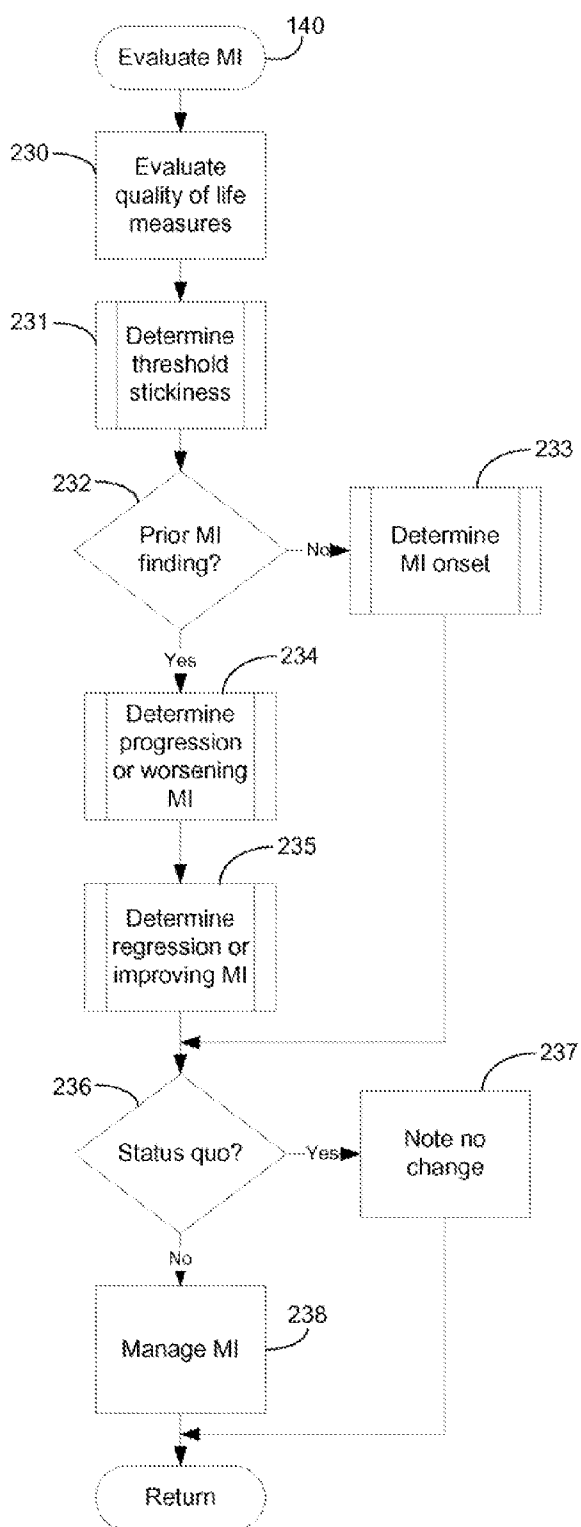 140
Evaluate MI
230
Evaluate
quality of life
measures
231
Determine
threshold
stickiness
232
Prior MI
finding?
No
233
Determine
MI onset
Yes
234
Determine
progression
or worsening
MI
235
Determine
regression or
improving MI
236
Status quo?
Yes
237
Note no
change
No
Manage MI
238
Return